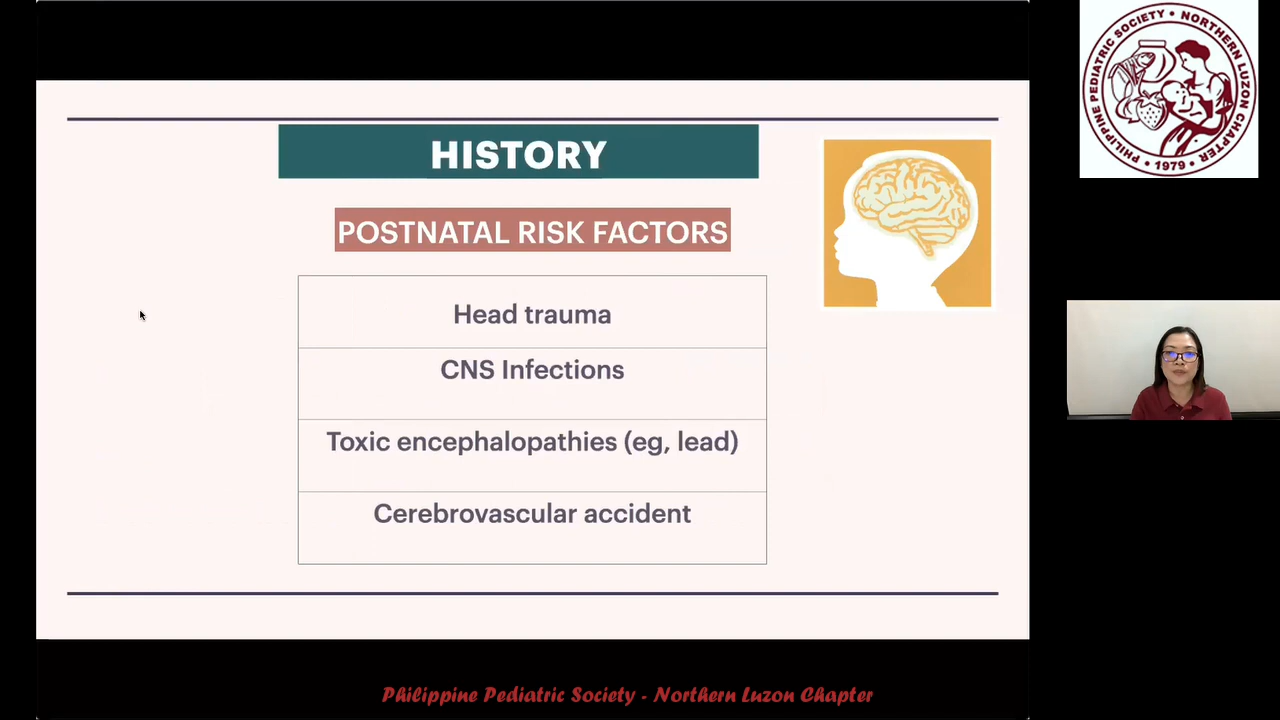 HISTORY
POSTNATAL RISK FACTORS
Head trauma
CNS Infections
Toxic encephalopathies (eg, lead)
Cerebrovascular accident
PHILIPPINE PEDIATRIC SOCIETY • NORTHERN LUZON CHAPTER
• 1979 •
Philippine Pediatric Society - Northern Luzon Chapter